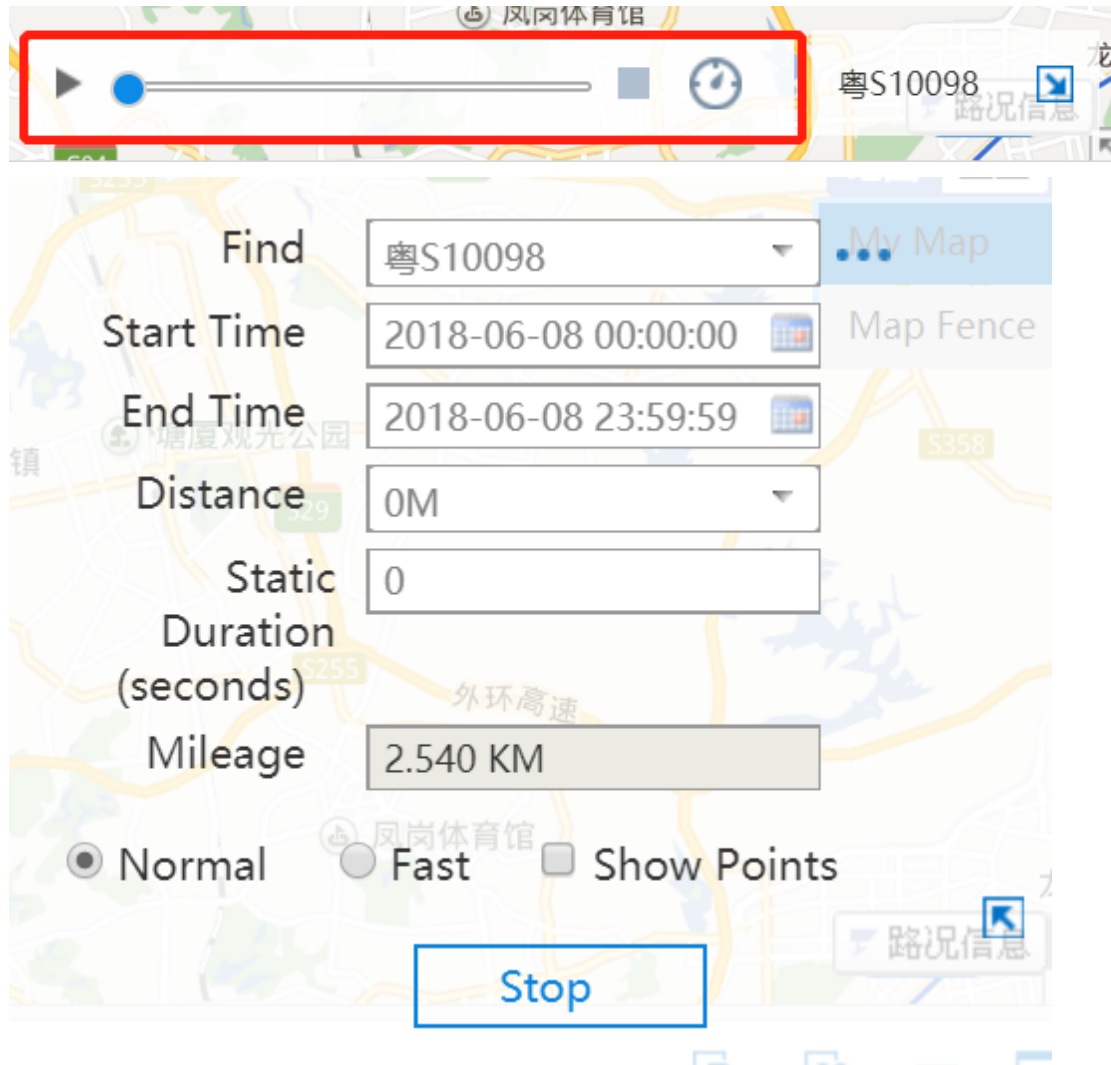 凤岗体育馆
粤S10098
路况信息
S255
Find
粤S10098
My Map
Start Time
2018-06-08 00:00:00
Map Fence
End Time
2018-06-08 23:59:59
塘厦观光公园
S358
镇
Distance
0M
S29
Static
0
Duration
(seconds)
S255
外环高速
Mileage
2.540 KM
凤岗体育馆
Normal
Fast
Show Points
路况信息
Stop